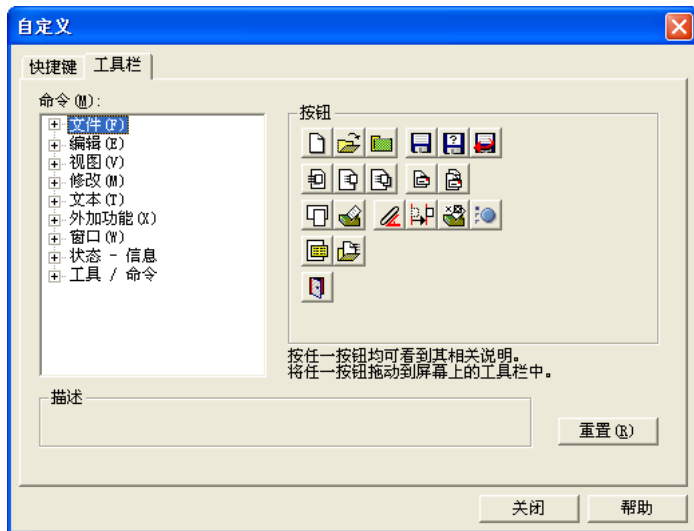 自定义
快捷键 工具栏
命令(M):
文件(F)
编辑(E)
视图(V)
修改(M)
文本(T)
外加功能(X)
窗口(W)
状态 - 信息
工具 / 命令
按钮
按任一按钮均可看到其相关说明。
将任一按钮拖动到屏幕上的工具栏中。
描述
重置(R)
关闭 帮助